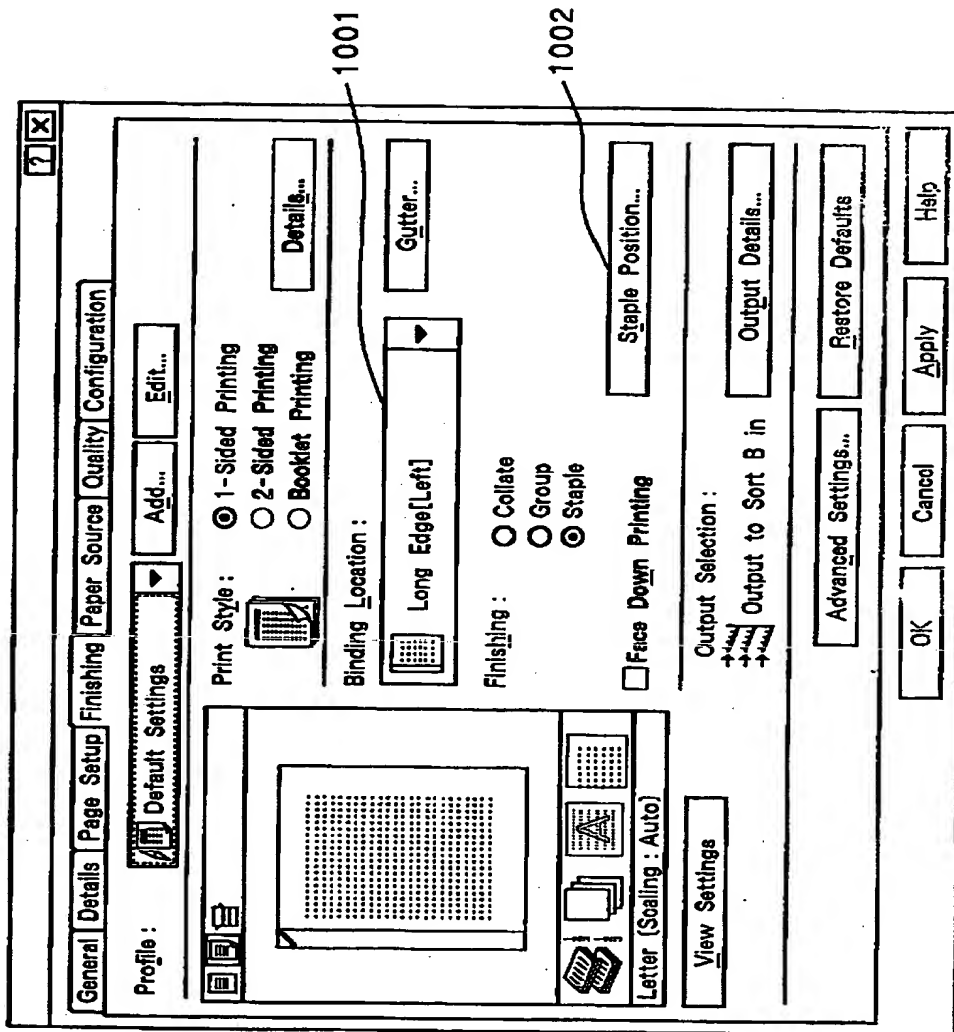 ? X
General Details Page Setup Finishing Paper Source Quality Configuration
Profile : Default Settings Add... Edit...
Print Style : 1-Sided Printing
2-Sided Printing
Booklet Printing Details...
Binding Location :
Long Edge[Left] Gutter...
1001
Finishing : Collate
Group
Staple
Staple Position...
1002
Face Down Printing
A
Letter (Scaling : Auto)
View Settings
Output Selection :
Output to Sort B in Output Details...
Advanced Settings... Restore Defaults
OK Cancel Apply Help